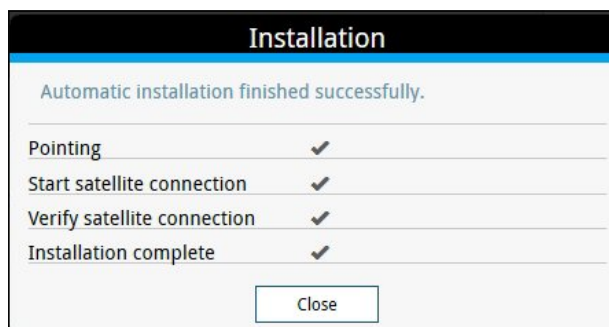 Installation
Automatic installation finished successfully.
Pointing ✔
Start satellite connection ✔
Verify satellite connection ✔
Installation complete ✔
Close